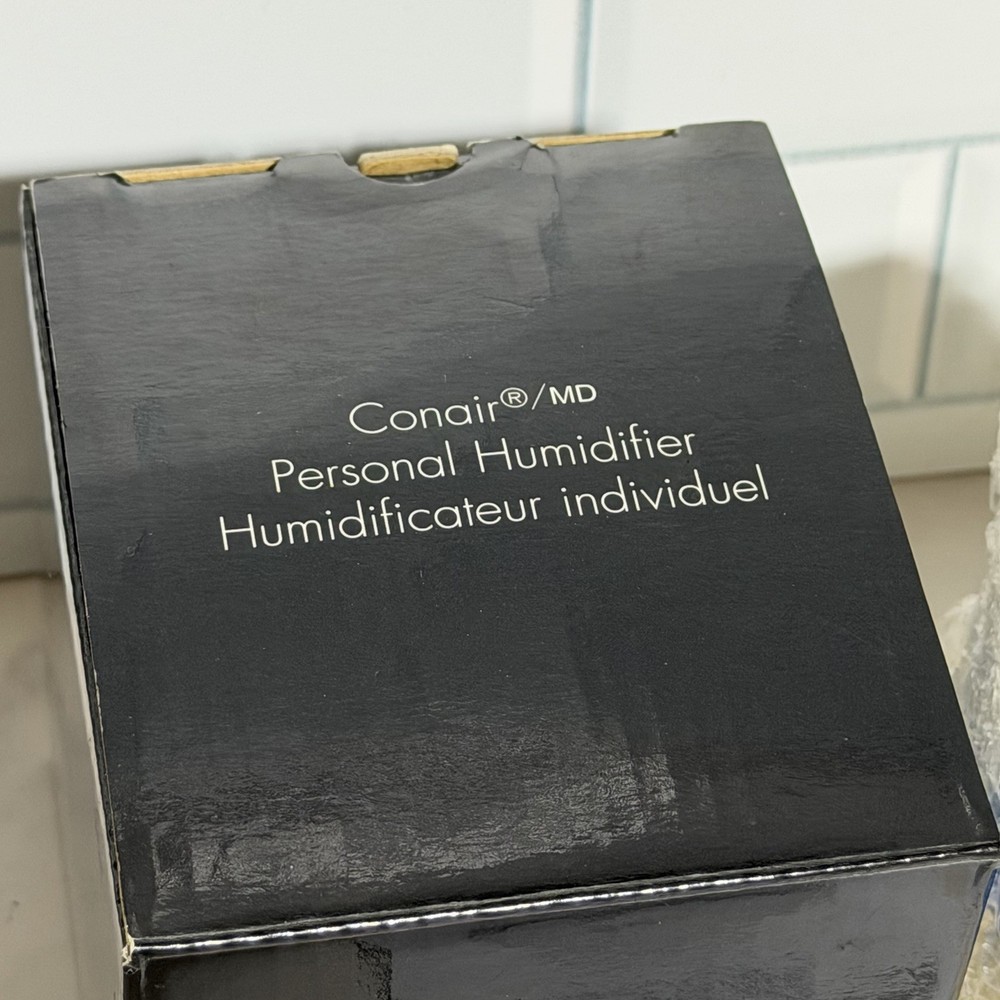 Conair®/MD
Personal Humidifier
Humidificateur individuel